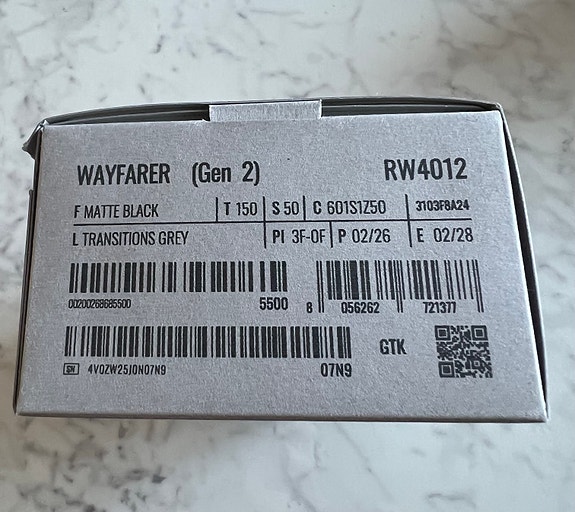 WAYFARER (Gen 2) RW4012
F MATTE BLACK T 150 S 50 C 601S1Z50 3103F8A24
L TRANSITIONS GREY PI 3F-0F P 02/26 E 02/28
00200268685500 5500 8 056262 721377
SN 4V0ZW25J0N07N9 07N9 GTK